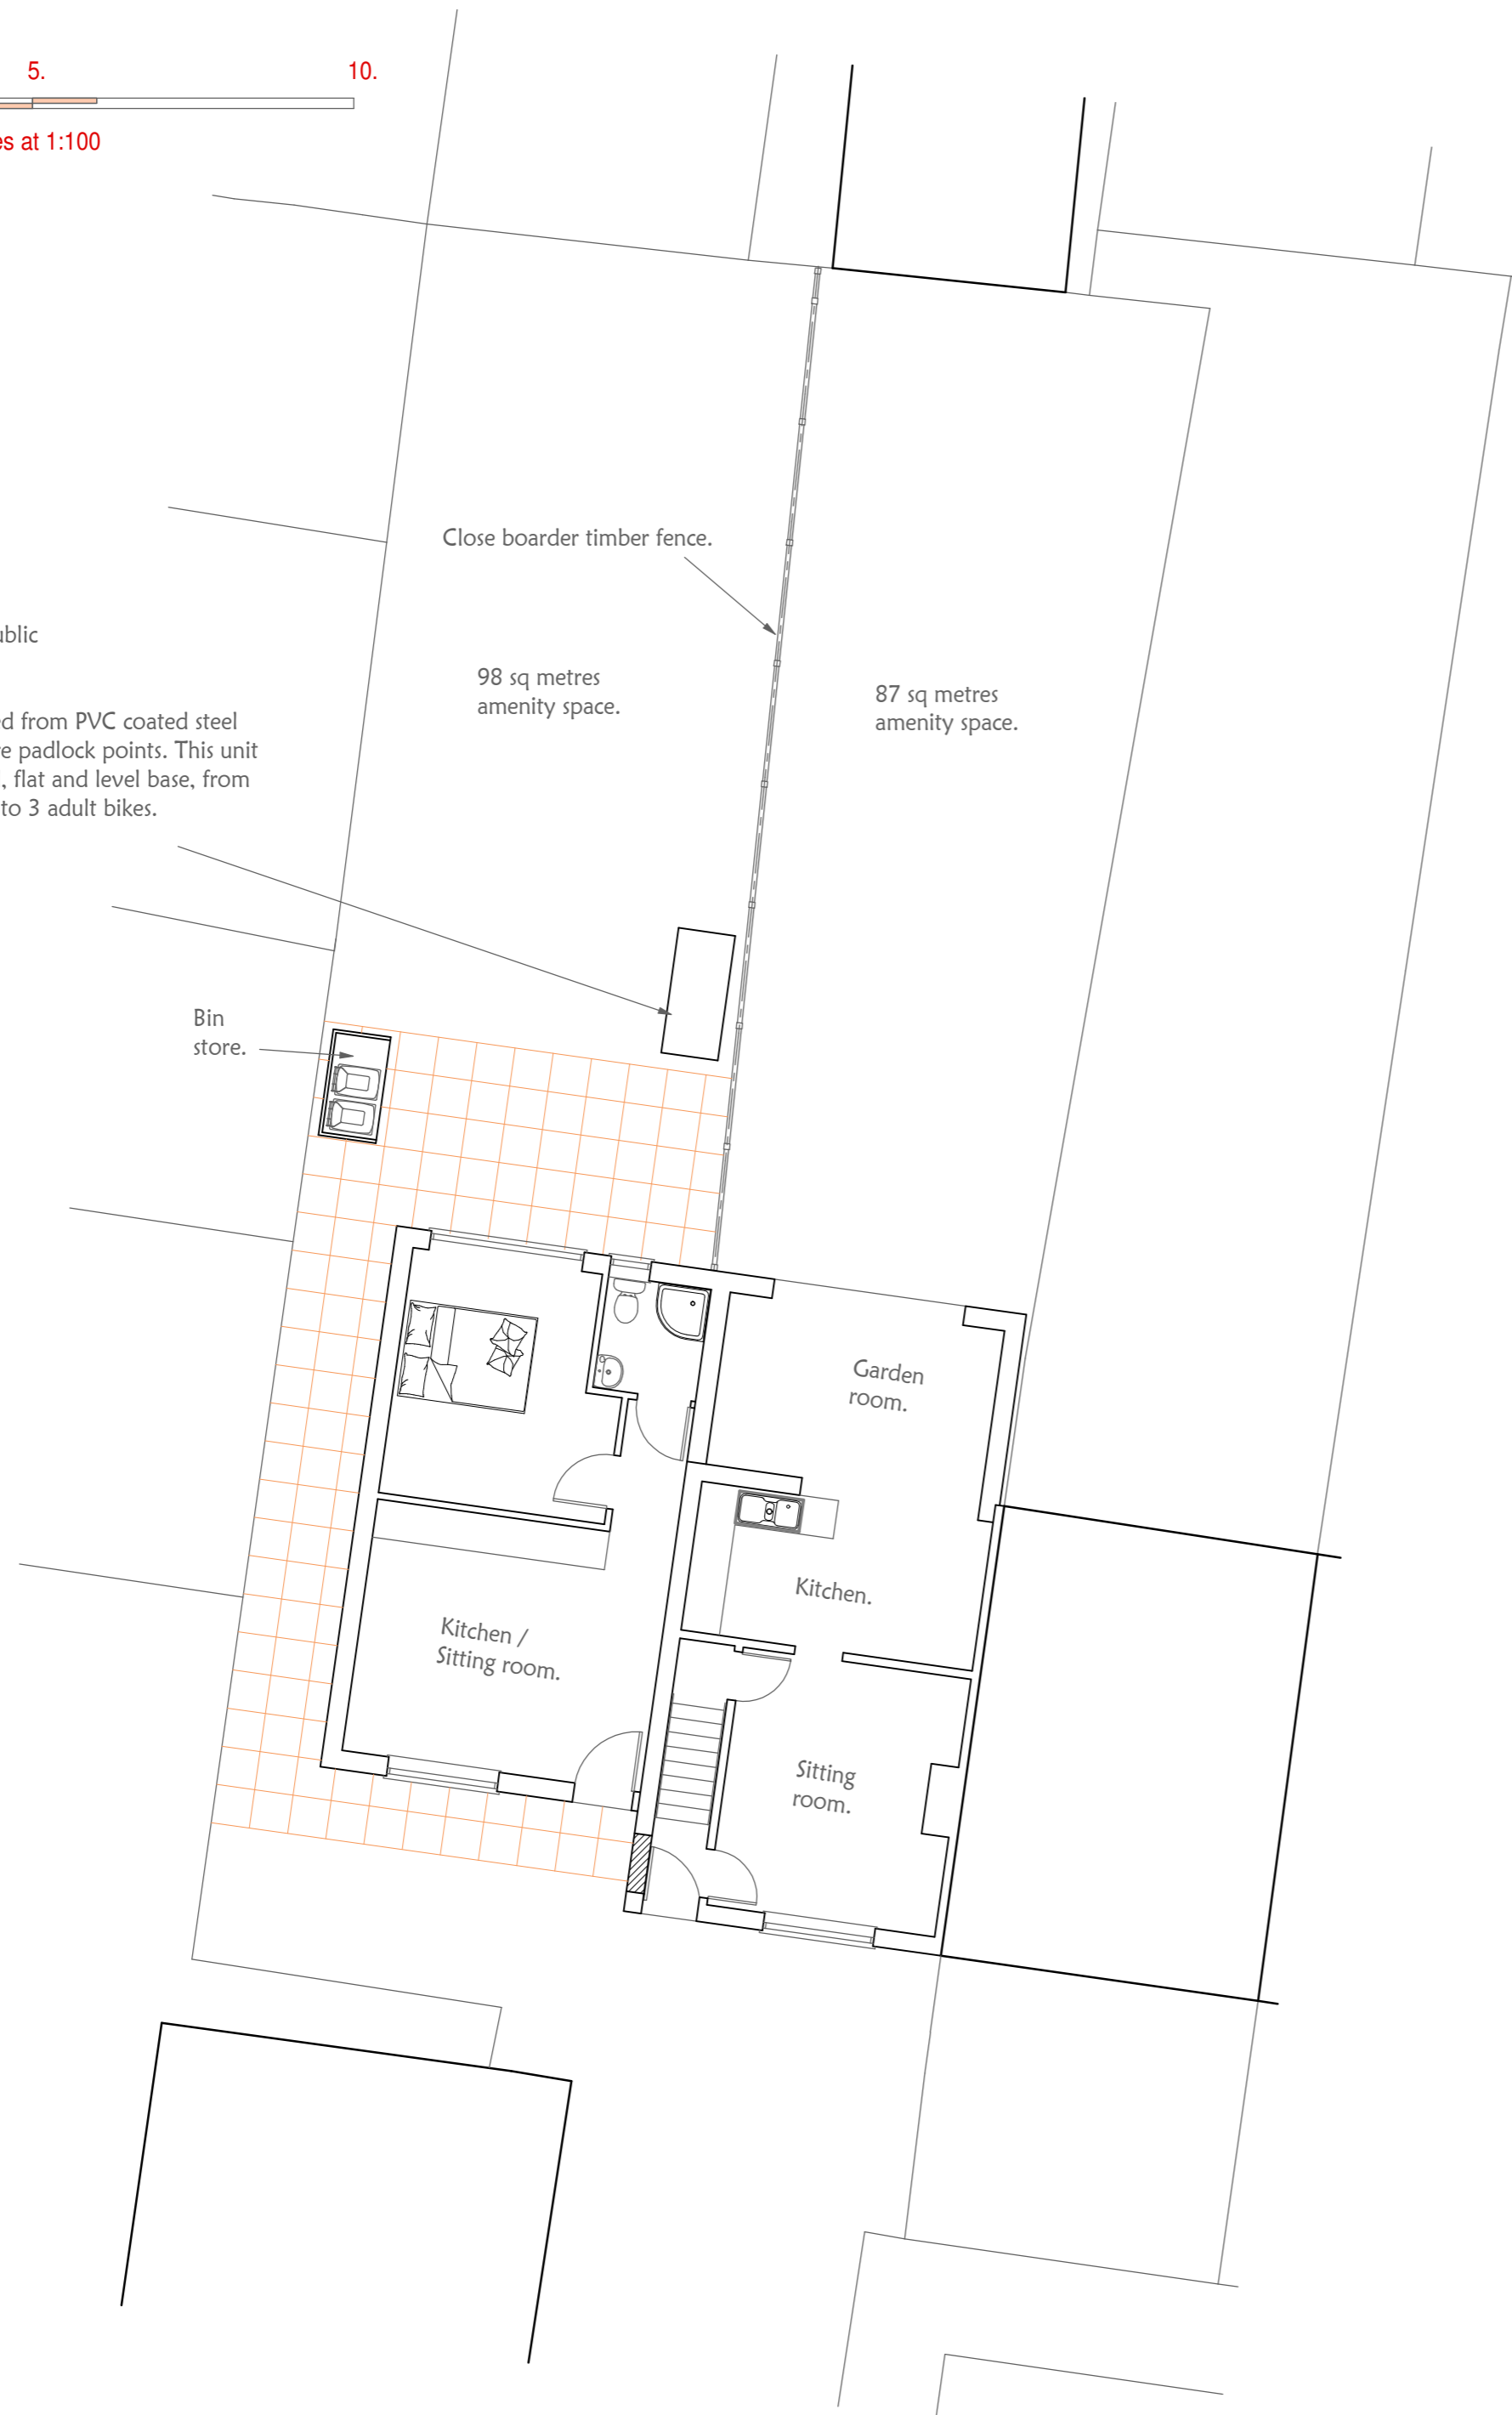 5.
10.
at 1:100
Close boarder timber fence.
98 sq metres
amenity space.
87 sq metres
amenity space.
from PVC coated steel
padlock points. This unit
, flat and level base, from
to 3 adult bikes.
Bin
store.
Garden
room.
Kitchen.
Kitchen /
Sitting room.
Sitting
room.